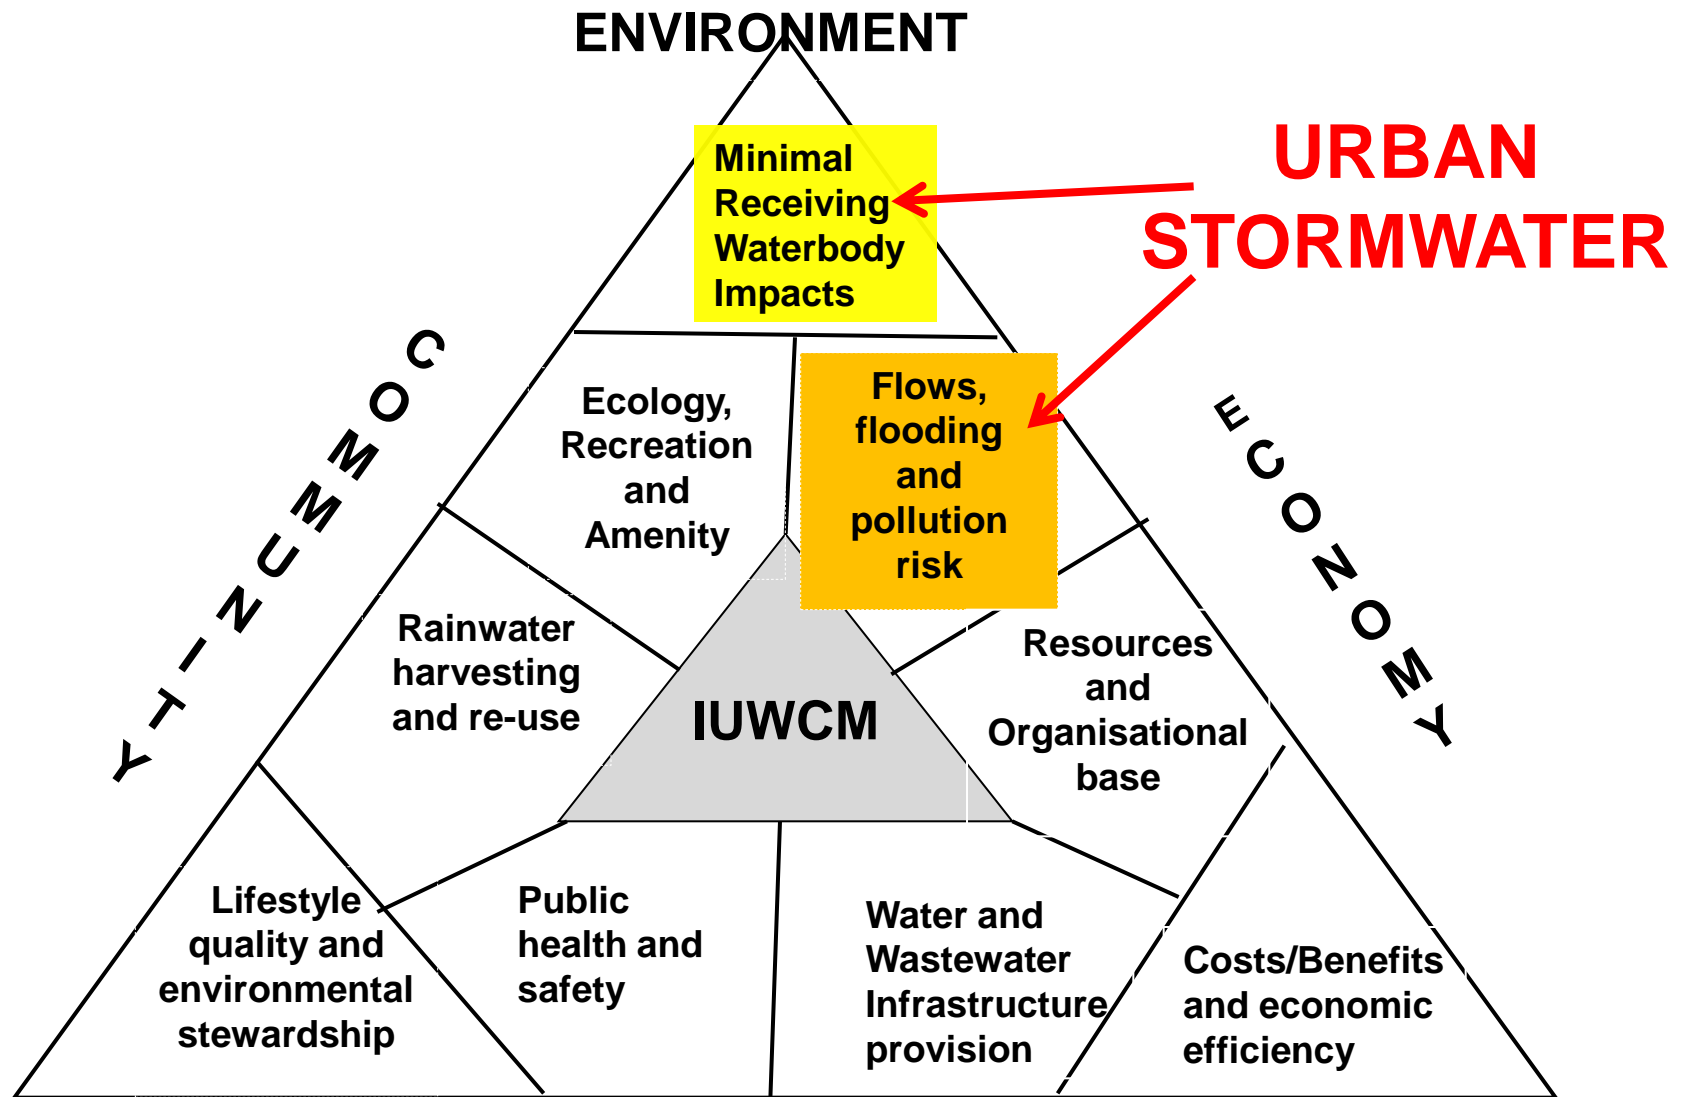 ENVIRONMENT
Minimal
Receiving
Waterbody
Impacts
URBAN
STORMWATER
COMMUNITY
ECONOMY
Ecology,
Recreation
and
Amenity
Flows,
flooding
and
pollution
risk
Rainwater
harvesting
and re-use
IUWCM
Resources
and
Organisational
base
Lifestyle
quality and
environmental
stewardship
Public
health and
safety
Water and
Wastewater
Infrastructure
provision
Costs/Benefits
and economic
efficiency